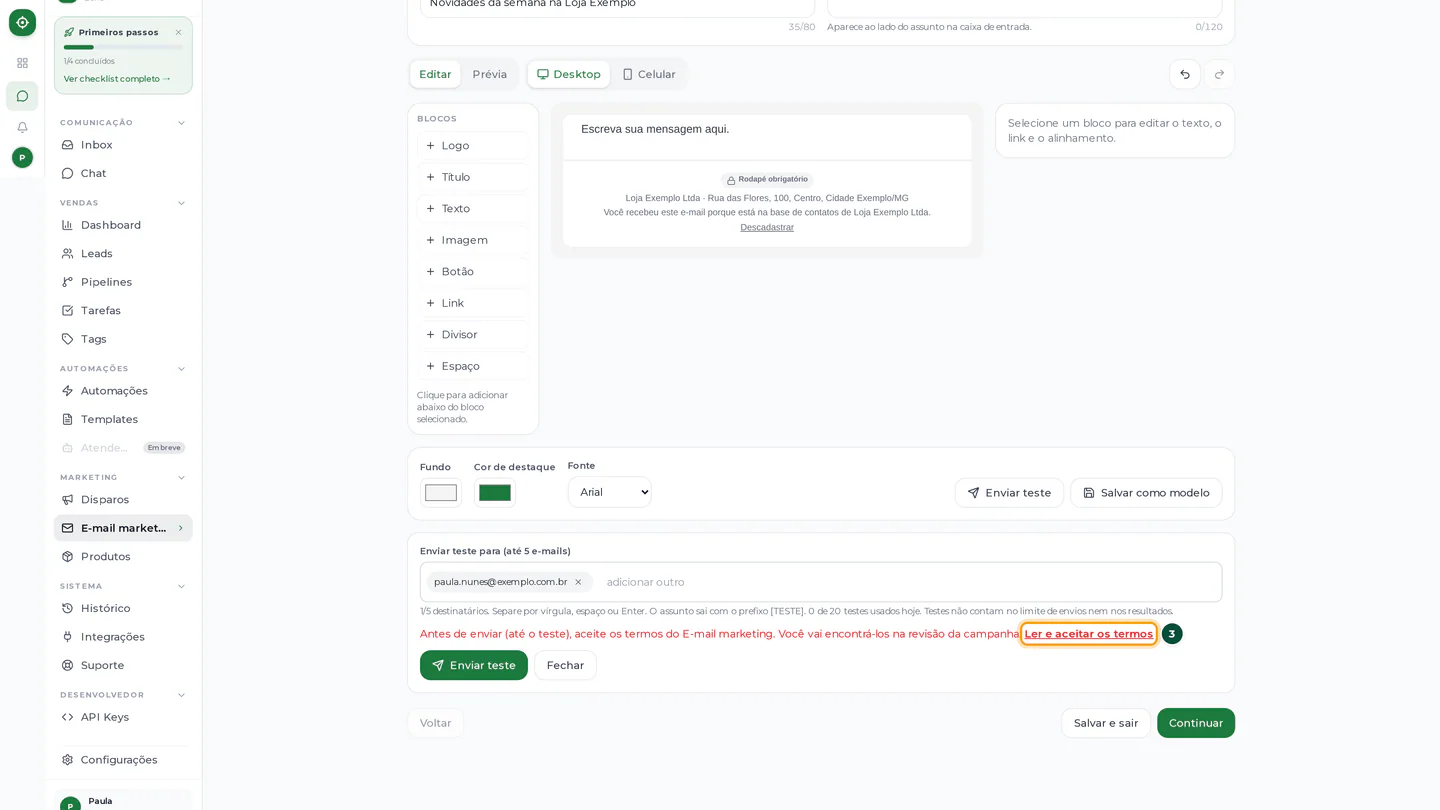 Primeiros passos
1/4 concluídos
Ver checklist completo →
P
COMUNICAÇÃO
Inbox
Chat
VENDAS
Dashboard
Leads
Pipelines
Tarefas
Tags
AUTOMAÇÕES
Automações
Templates
Atende...
Em breve
MARKETING
Disparos
E-mail market...
Produtos
SISTEMA
Histórico
Integrações
Suporte
DESENVOLVEDOR
API Keys
Configurações
P
Paula
Novidades da semana na Loja Exemplo
35/80
Aparece ao lado do assunto na caixa de entrada.
0/120
Editar
Prévia
Desktop
Celular
BLOCOS
+ Logo
+ Título
+ Texto
+ Imagem
+ Botão
+ Link
+ Divisor
+ Espaço
Clique para adicionar
abaixo do bloco
selecionado.
Escreva sua mensagem aqui.
Rodapé obrigatório
Loja Exemplo Ltda · Rua das Flores, 100, Centro, Cidade Exemplo/MG
Você recebeu este e-mail porque está na base de contatos de Loja Exemplo Ltda.
Descadastrar
Selecione um bloco para editar o texto, o
link e o alinhamento.
Fundo
Cor de destaque
Fonte
Arial
Enviar teste
Salvar como modelo
Enviar teste para (até 5 e-mails)
paula.nunes@exemplo.com.br
adicionar outro
1/5 destinatários. Separe por vírgula, espaço ou Enter. O assunto sai com o prefixo [TESTE]. 0 de 20 testes usados hoje. Testes não contam no limite de envios nem nos resultados.
Antes de enviar (até o teste), aceite os termos do E-mail marketing. Você vai encontrá-los na revisão da campanha Ler e aceitar os termos 3
Enviar teste
Fechar
Voltar
Salvar e sair
Continuar